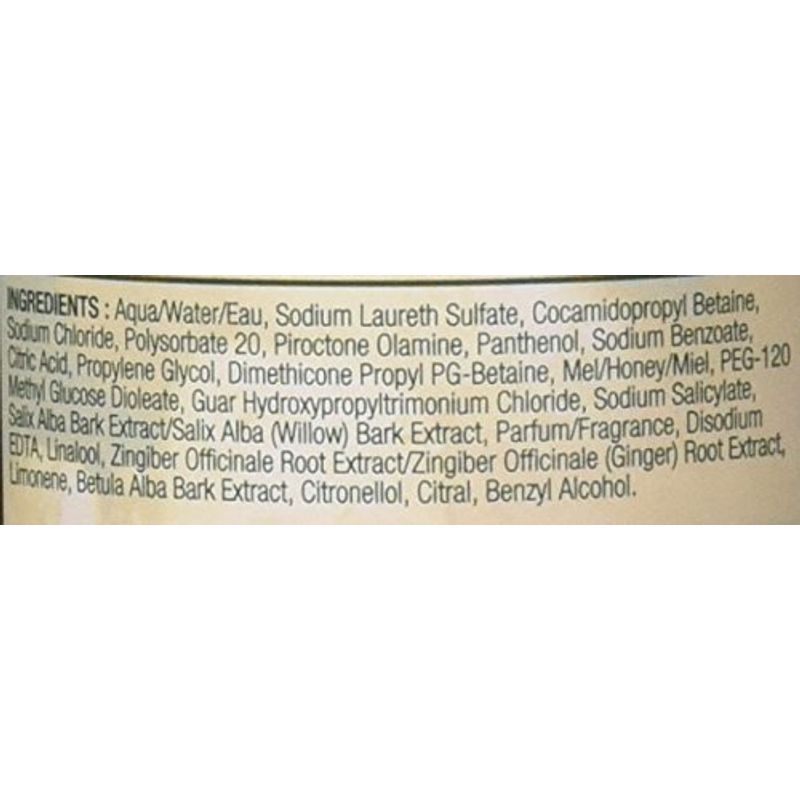 INGREDIENTS : Aqua/Water/Eau, Sodium Laureth Sulfate, Cocamidopropyl Betaine,
Sodium Chloride, Polysorbate 20, Piroctone Olamine, Panthenol, Sodium Benzoate,
Citric Acid, Propylene Glycol, Dimethicone Propyl PG-Betaine, Mel/Honey/Miel, PEG-120
Methyl Glucose Dioleate, Guar Hydroxypropyltrimonium Chloride, Sodium Salicylate,
Salix Alba Bark Extract/Salix Alba (Willow) Bark Extract, Parfum/Fragrance, Disodium
EDTA, Linalool, Zingiber Officinale Root Extract/Zingiber Officinale (Ginger) Root Extract,
Limonene, Betula Alba Bark Extract, Citronellol, Citral, Benzyl Alcohol.